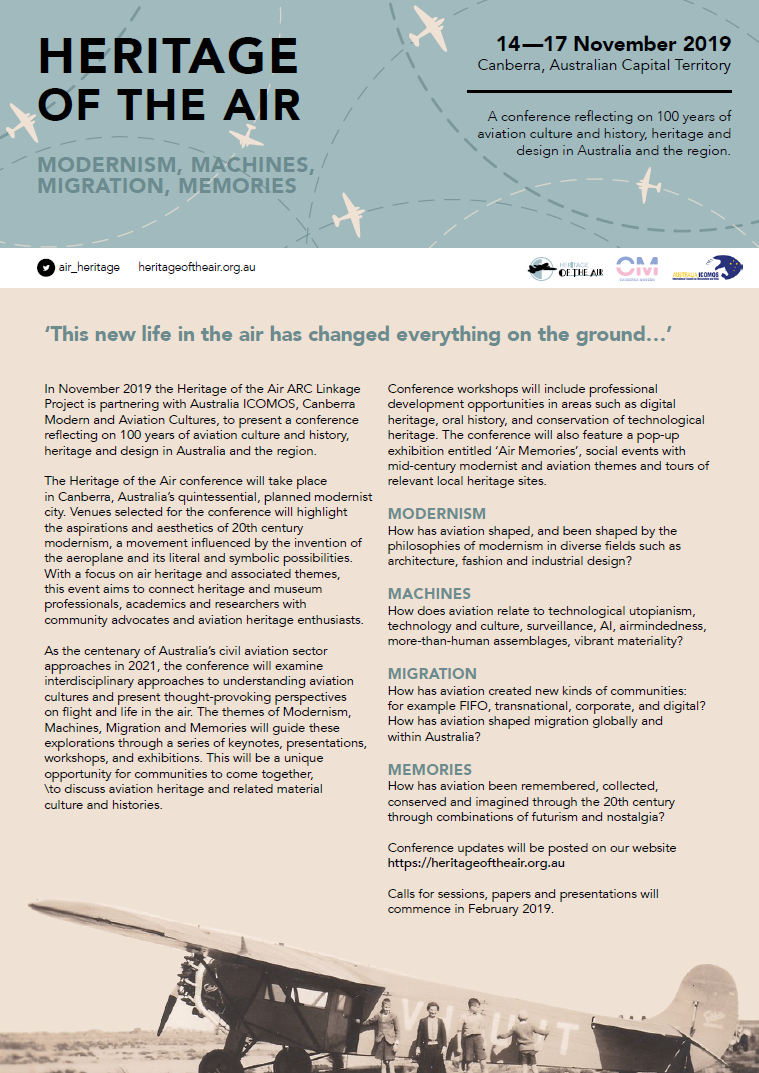 HERITAGE
OF THE AIR
MODERNISM, MACHINES,
MIGRATION, MEMORIES
14—17 November 2019
Canberra, Australian Capital Territory
A conference reflecting on 100 years of
aviation culture and history, heritage and
design in Australia and the region.
air_heritage heritageoftheair.org.au
HERITAGE
OF THE AIR
CM
CANBERRA MODERN
AUSTRALIA ICOMOS
‘This new life in the air has changed everything on the ground…’
In November 2019 the Heritage of the Air ARC Linkage
Project is partnering with Australia ICOMOS, Canberra
Modern and Aviation Cultures, to present a conference
reflecting on 100 years of aviation culture and history,
heritage and design in Australia and the region.
The Heritage of the Air conference will take place
in Canberra, Australia’s quintessential, planned modernist
city. Venues selected for the conference will highlight
the aspirations and aesthetics of 20th century
modernism, a movement influenced by the invention of
the aeroplane and its literal and symbolic possibilities.
With a focus on air heritage and associated themes,
this event aims to connect heritage and museum
professionals, academics and researchers with
community advocates and aviation heritage enthusiasts.
As the centenary of Australia’s civil aviation sector
approaches in 2021, the conference will examine
interdisciplinary approaches to understanding aviation
cultures and present thought-provoking perspectives
on flight and life in the air. The themes of Modernism,
Machines, Migration and Memories will guide these
explorations through a series of keynotes, presentations,
workshops, and exhibitions. This will be a unique
opportunity for communities to come together,
\to discuss aviation heritage and related material
culture and histories.
Conference workshops will include professional
development opportunities in areas such as digital
heritage, oral history, and conservation of technological
heritage. The conference will also feature a pop-up
exhibition entitled ‘Air Memories’, social events with
mid-century modernist and aviation themes and tours of
relevant local heritage sites.
MODERNISM
How has aviation shaped, and been shaped by the
philosophies of modernism in diverse fields such as
architecture, fashion and industrial design?
MACHINES
How does aviation relate to technological utopianism,
technology and culture, surveillance, AI, airmindedness,
more-than-human assemblages, vibrant materiality?
MIGRATION
How has aviation created new kinds of communities:
for example FIFO, transnational, corporate, and digital?
How has aviation shaped migration globally and
within Australia?
MEMORIES
How has aviation been remembered, collected,
conserved and imagined through the 20th century
through combinations of futurism and nostalgia?
Conference updates will be posted on our website
https://heritageoftheair.org.au
Calls for sessions, papers and presentations will
commence in February 2019.